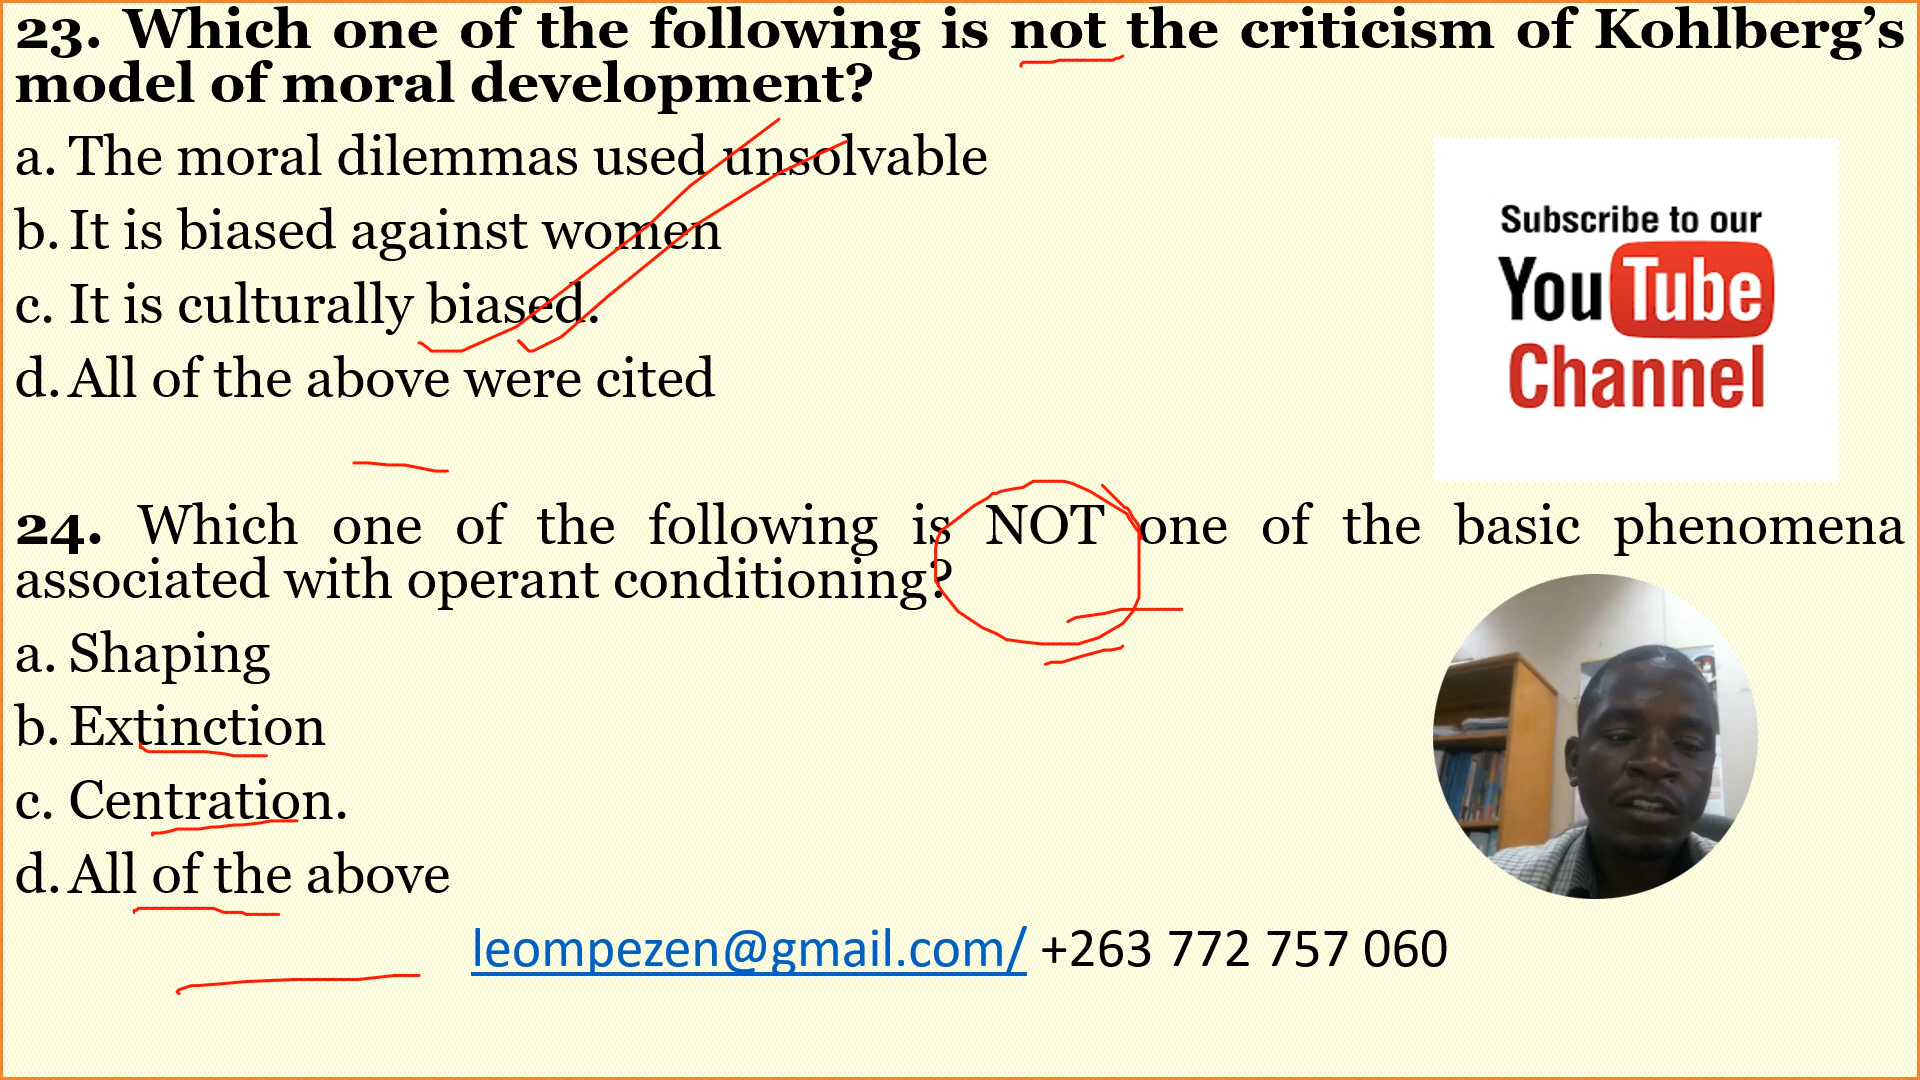 23. Which one of the following is not the criticism of Kohlberg’s
model of moral development?
a. The moral dilemmas used unsolvable
b. It is biased against women
c. It is culturally biased.
d. All of the above were cited
Subscribe to our
YouTube
Channel
24. Which one of the following is NOT one of the basic phenomena
associated with operant conditioning?
a. Shaping
b. Extinction
c. Centration.
d. All of the above
leompezen@gmail.com/ +263 772 757 060